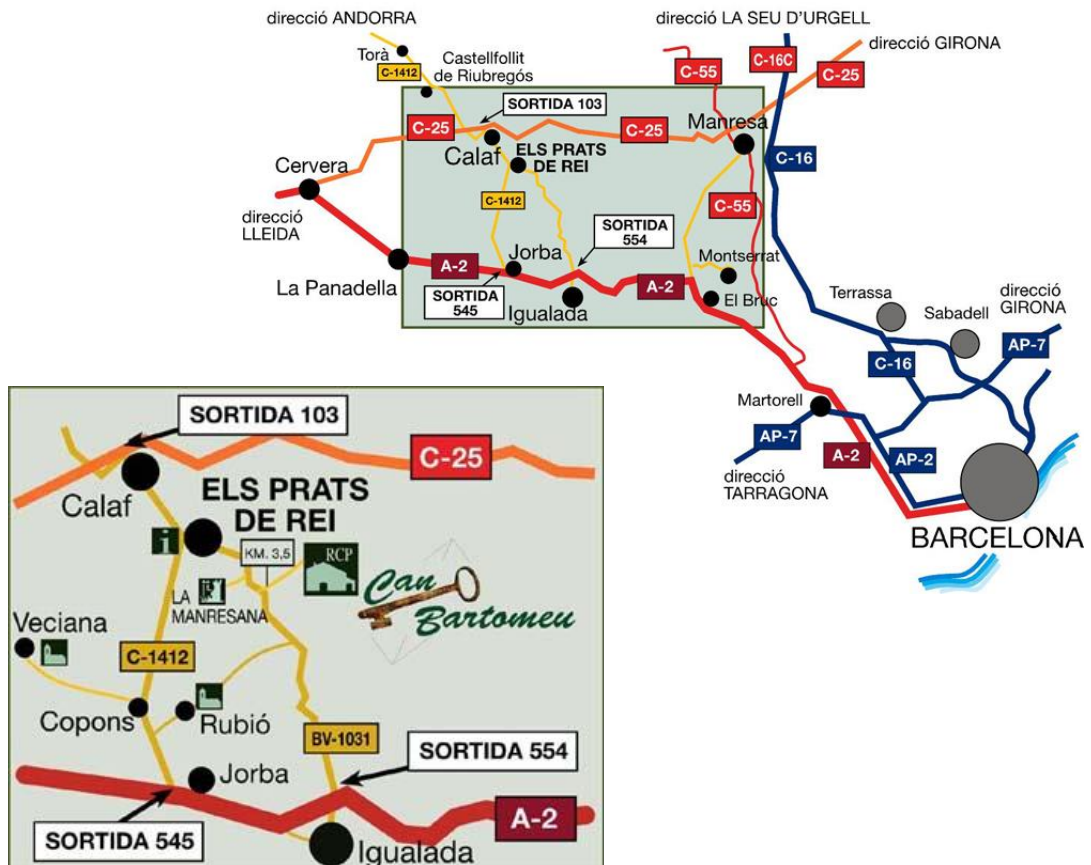 direcció ANDORRA
direcció LA SEU D'URGELL
direcció GIRONA
Torà
C-1412
Castellfollit
de Riubregós
C-55
C-16C
C-25
SORTIDA 103
C-25
C-25
Manresa
Calaf
ELS PRATS
DE REI
Cervera
C-16
C-1412
C-55
direcció
LLEIDA
SORTIDA
554
Jorba
Montserrat
A-2
A-2
La Panadella
SORTIDA
545
Igualada
El Bruc
Terrassa
Sabadell
direcció
GIRONA
AP-7
C-16
Martorell
AP-7
A-2
AP-2
direcció
TARRAGONA
BARCELONA
SORTIDA 103
C-25
Calaf
ELS PRATS
DE REI
i
KM. 3,5
RCP
LA
MANRESANA
Can
Bartomeu
Veciana
C-1412
Copons
Rubió
BV-1031
SORTIDA 554
Jorba
A-2
SORTIDA 545
Igualada